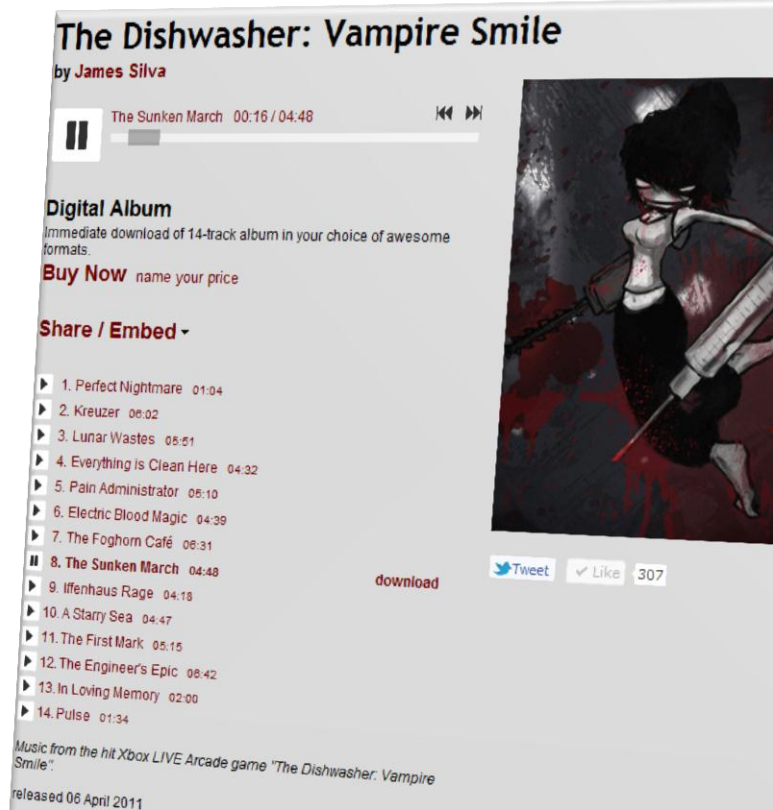 The Dishwasher: Vampire Smile
by James Silva
The Sunken March 00:16 / 04:48
Digital Album
Immediate download of 14-track album in your choice of awesome
formats.
Buy Now name your price
Share / Embed
1. Perfect Nightmare 01:04
2. Kreuzer 06:02
3. Lunar Wastes 05:51
4. Everything is Clean Here 04:32
5. Pain Administrator 05:10
6. Electric Blood Magic 04:39
7. The Foghorn Café 06:31
8. The Sunken March 04:48 download
9. Iffenhaus Rage 04:18
10. A Starry Sea 04:47
11. The First Mark 05:15
12. The Engineer's Epic 06:42
13. In Loving Memory 02:00
14. Pulse 01:34
Tweet Like 307
Music from the hit Xbox LIVE Arcade game "The Dishwasher: Vampire
Smile".
released 06 April 2011